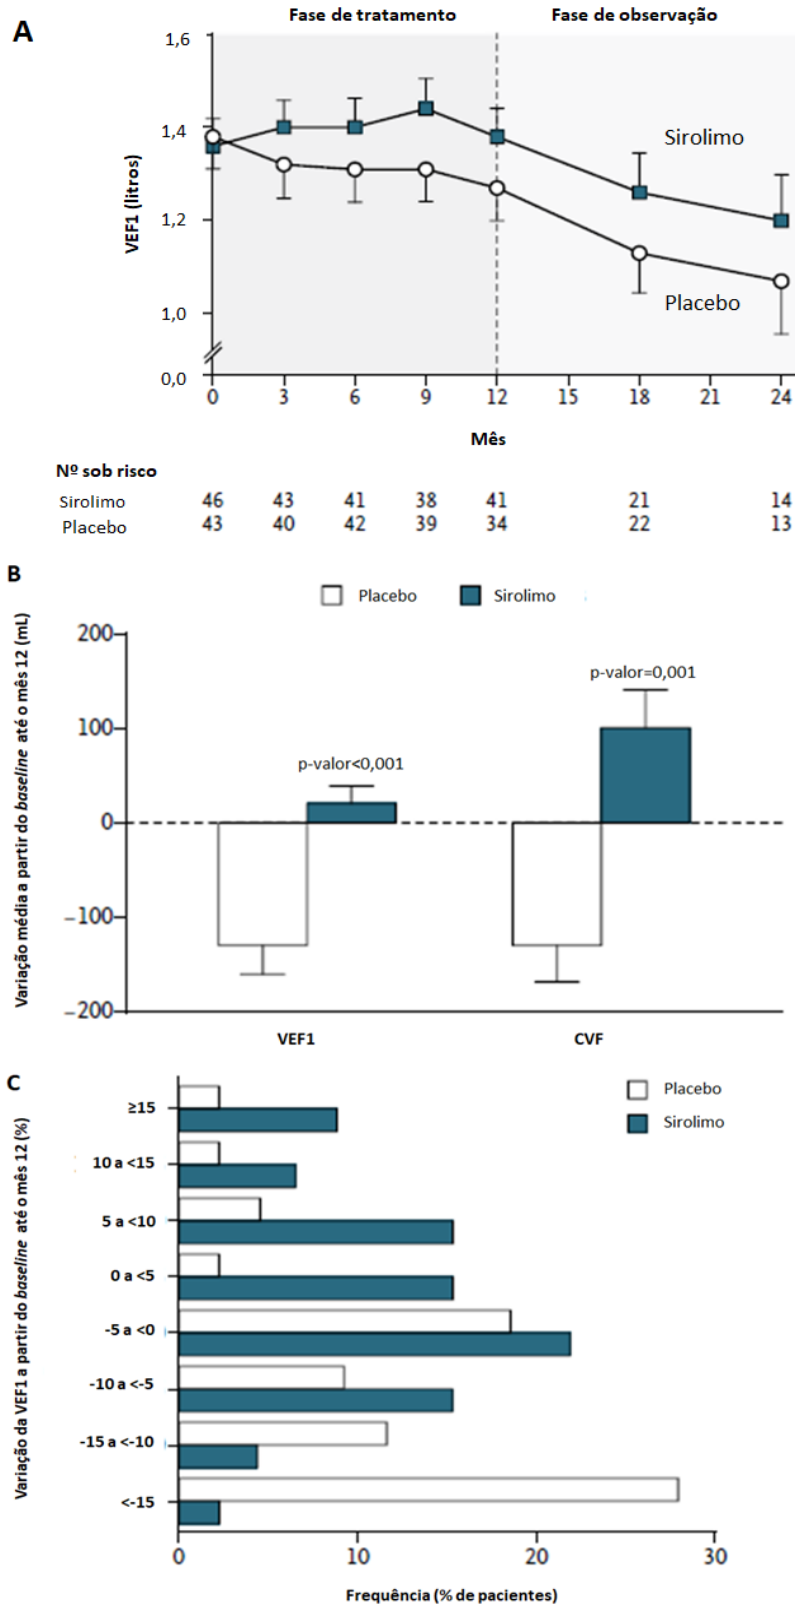 Fase de tratamento Fase de observação
A
1,6
1,4
1,2
1,0
0,0
VEF1 (litros)
Sirolimo
Placebo
0 3 6 9 12 15 18 21 24
Mês
Nº sob risco
Sirolimo 46 43 41 38 41 21 14
Placebo 43 40 42 39 34 22 13
B
Placebo Sirolimo
Variação média a partir do baseline até o mês 12 (mL)
200
100
0
−100
−200
p-valor<0,001
p-valor=0,001
VEF1 CVF
C
Placebo
Sirolimo
Variação da VEF1 a partir do baseline até o mês 12 (%)
≥15
10 a <15
5 a <10
0 a <5
-5 a <0
-10 a <-5
-15 a <-10
<-15
0 10 20 30
Frequência (% de pacientes)